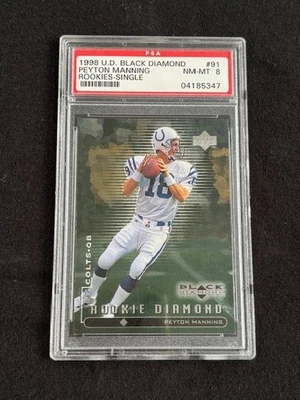 PSA
1998 U.D. BLACK DIAMOND #91
PEYTON MANNING NM-MT 8
ROOKIES-SINGLE
04185347
18
COLTS•QB
BLACK
DIAMOND
ROOKIE DIAMOND
PEYTON MANNING